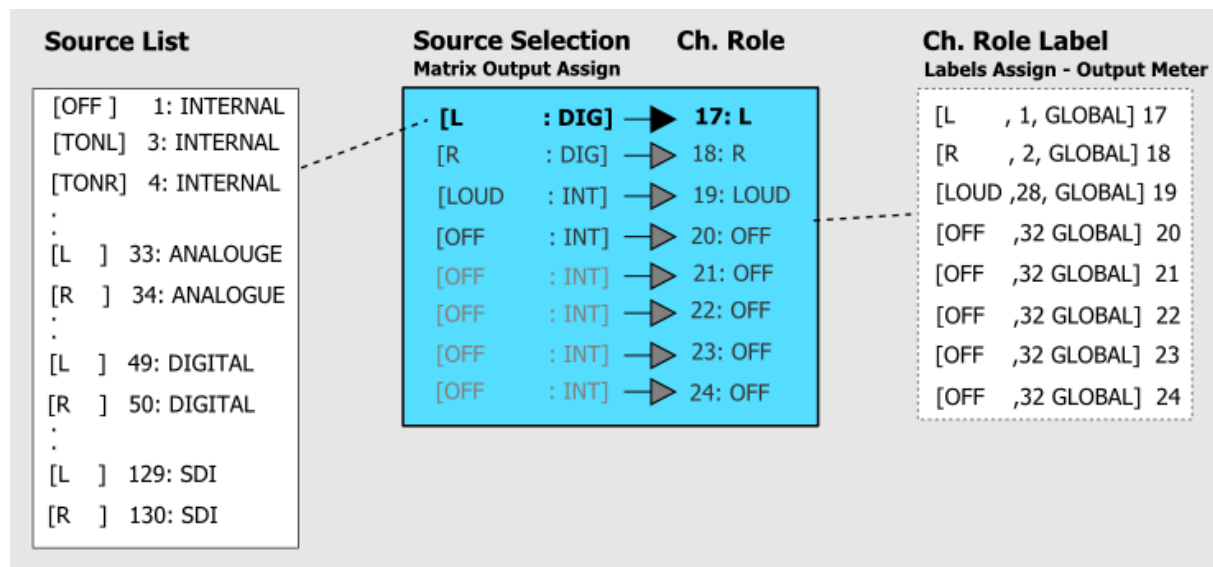 Source List
[OFF ] 1: INTERNAL
[TONL] 3: INTERNAL
[TONR] 4: INTERNAL
:
[L ] 33: ANALOUGE
[R ] 34: ANALOGUE
:
[L ] 49: DIGITAL
[R ] 50: DIGITAL
:
[L ] 129: SDI
[R ] 130: SDI
Source Selection Ch. Role
Matrix Output Assign
[L : DIG] 17: L
[R : DIG] 18: R
[LOUD : INT] 19: LOUD
[OFF : INT] 20: OFF
[OFF : INT] 21: OFF
[OFF : INT] 22: OFF
[OFF : INT] 23: OFF
[OFF : INT] 24: OFF
Ch. Role Label
Labels Assign - Output Meter
[L , 1, GLOBAL] 17
[R , 2, GLOBAL] 18
[LOUD ,28, GLOBAL] 19
[OFF ,32 GLOBAL] 20
[OFF ,32 GLOBAL] 21
[OFF ,32 GLOBAL] 22
[OFF ,32 GLOBAL] 23
[OFF ,32 GLOBAL] 24